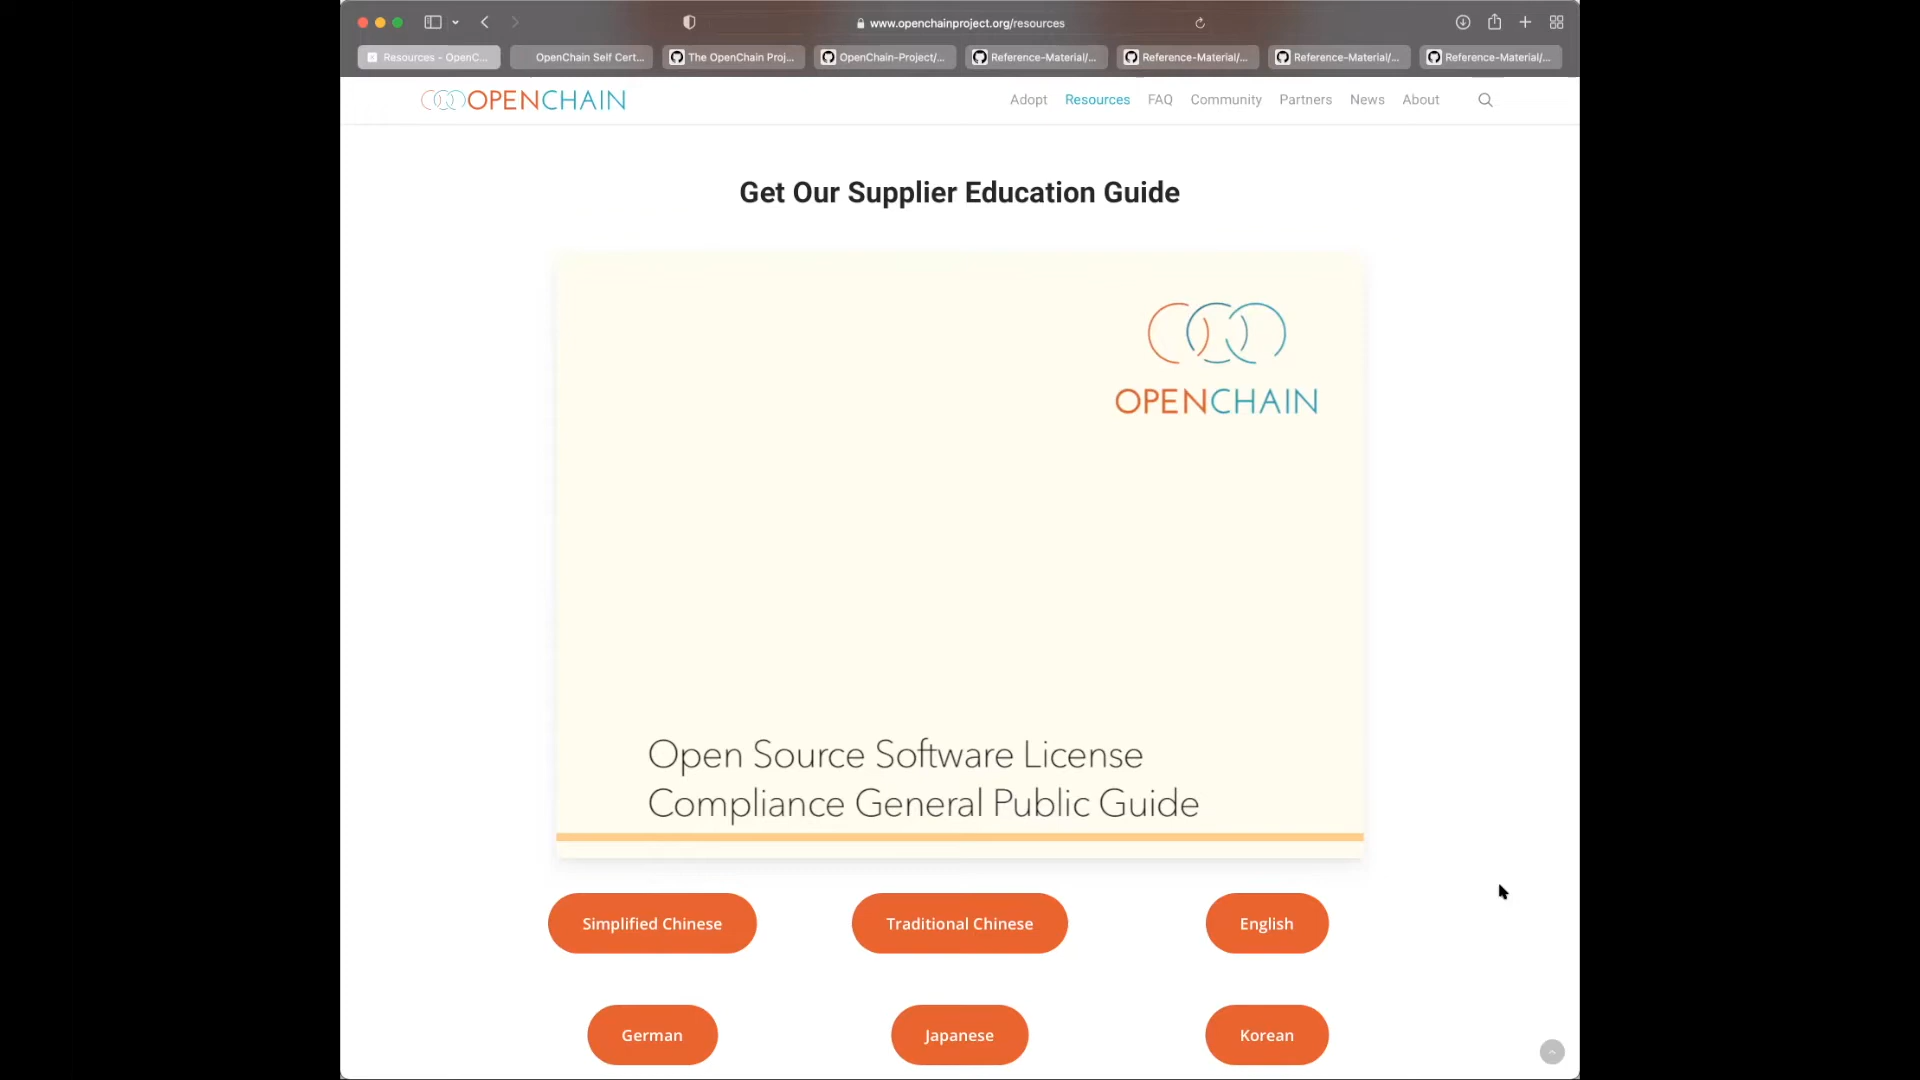 www.openchainproject.org/resources
Resources - OpenC...
OpenChain Self Cert...
The OpenChain Proj...
OpenChain-Project/...
Reference-Material/...
Reference-Material/...
Reference-Material/...
Reference-Material/...
OPENCHAIN
Adopt
Resources
FAQ
Community
Partners
News
About
Get Our Supplier Education Guide
OPENCHAIN
Open Source Software License
Compliance General Public Guide
Simplified Chinese
Traditional Chinese
English
German
Japanese
Korean